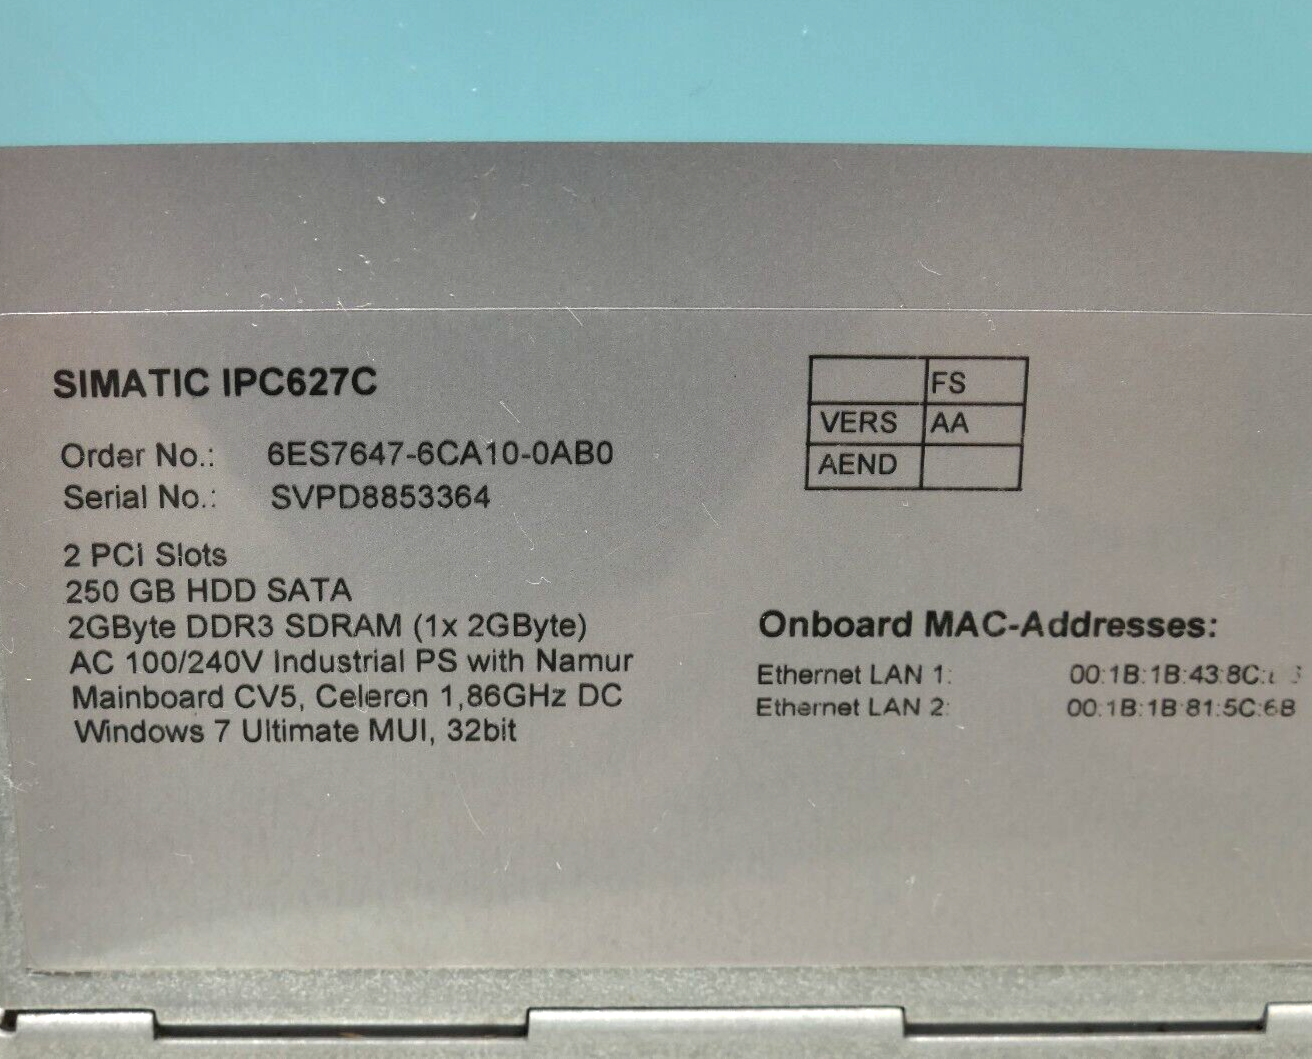 SIMATIC IPC627C
Order No.: 6ES7647-6CA10-0AB0
Serial No.: SVPD8853364
2 PCI Slots
250 GB HDD SATA
2GByte DDR3 SDRAM (1x 2GByte)
AC 100/240V Industrial PS with Namur
Mainboard CV5, Celeron 1,86GHz DC
Windows 7 Ultimate MUI, 32bit
FS
VERS AA
AEND
Onboard MAC-Addresses:
Ethernet LAN 1:
Ethernet LAN 2: 00:1B:1B:81:5C:6B